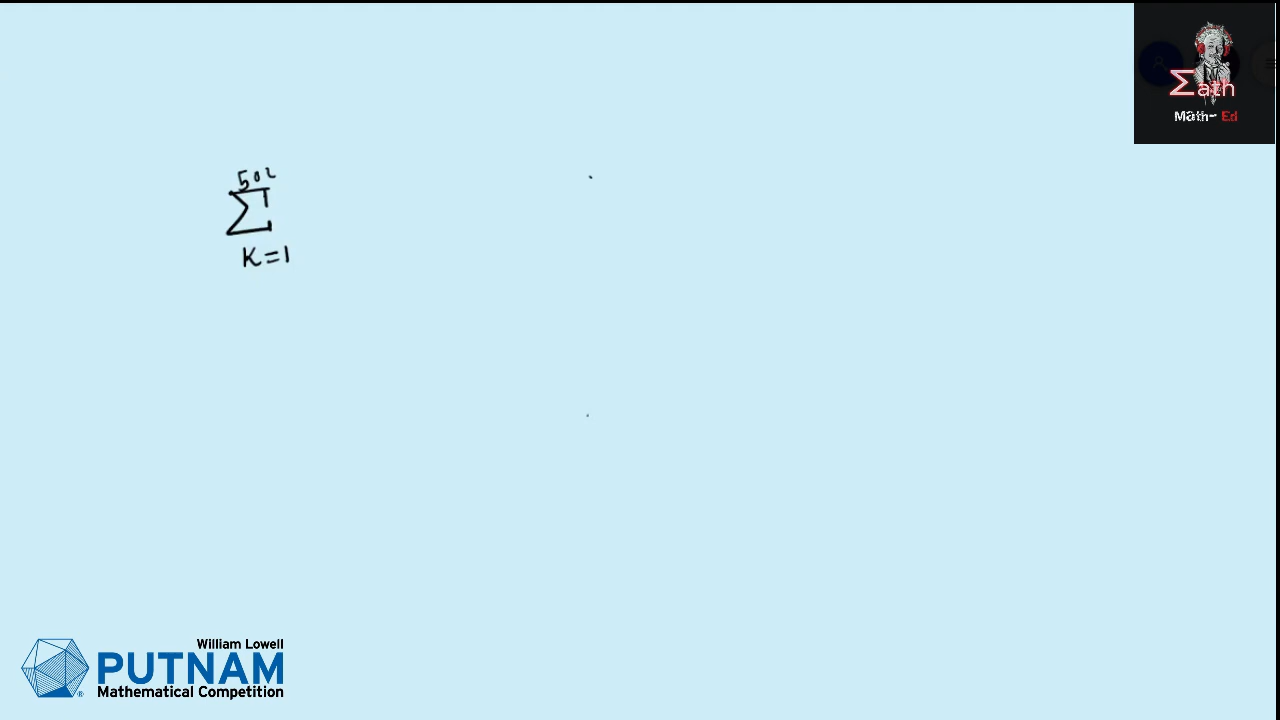 Σath
Math- Ed
502
Σ
K=1
William Lowell
PUTNAM
Mathematical Competition